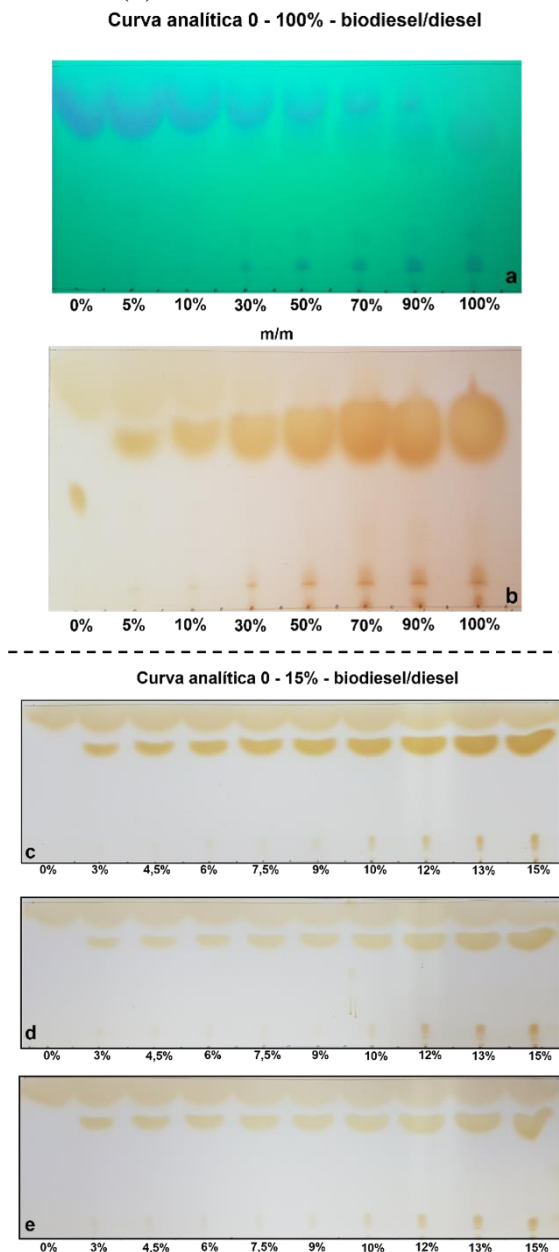 Curva analítica 0 - 100% - biodiesel/diesel
a
0% 5% 10% 30% 50% 70% 90% 100%
m/m
b
0% 5% 10% 30% 50% 70% 90% 100%
Curva analítica 0 - 15% - biodiesel/diesel
c
0% 3% 4,5% 6% 7,5% 9% 10% 12% 13% 15%
d
0% 3% 4,5% 6% 7,5% 9% 10% 12% 13% 15%
e
0% 3% 4,5% 6% 7,5% 9% 10% 12% 13% 15%